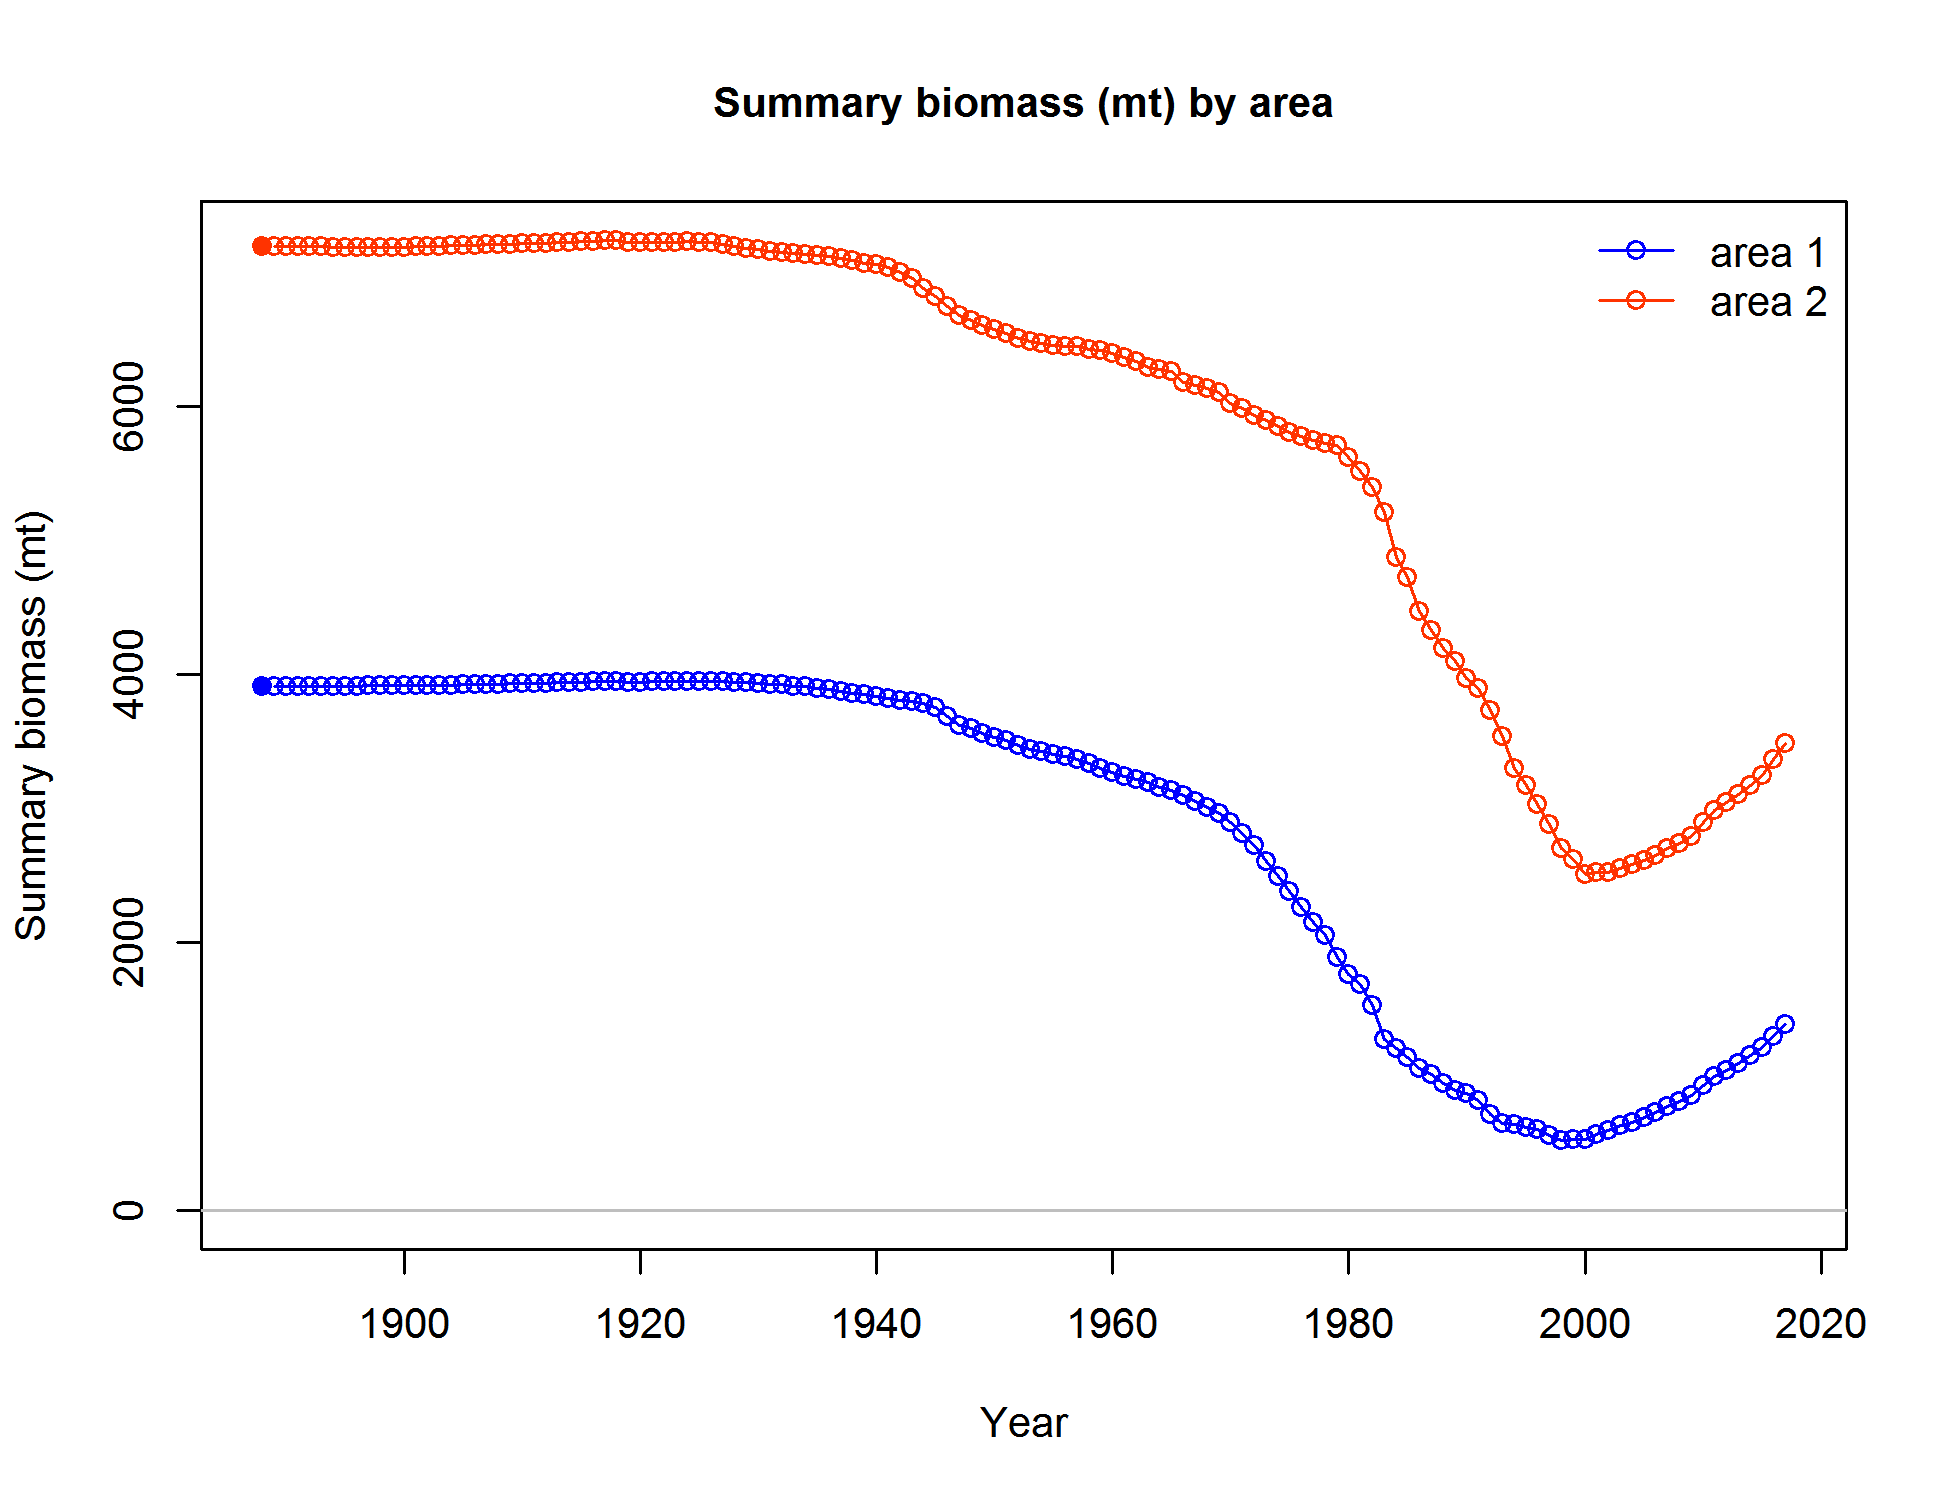 Summary biomass (mt) by area
area 1
area 2
Summary biomass (mt)
6000
4000
2000
0
1900 1920 1940 1960 1980 2000 2020
Year